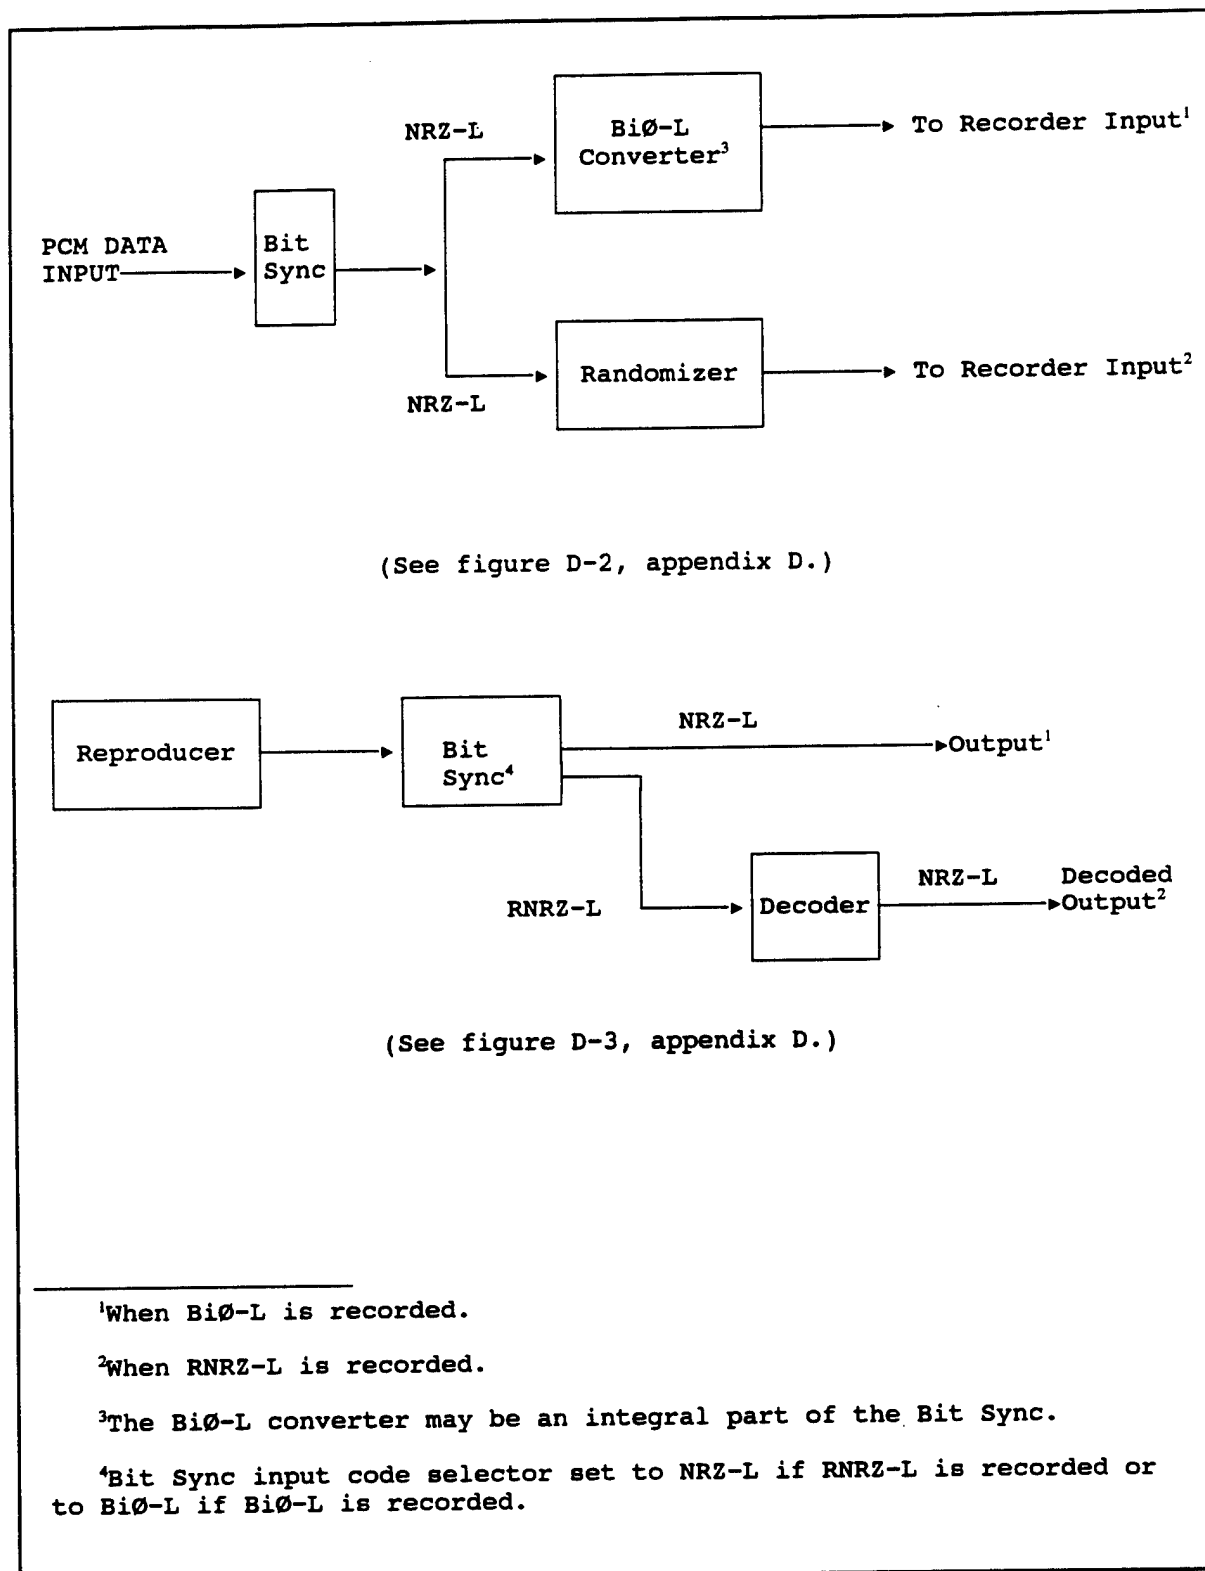 NRZ-L
BiØ-L
Converter³
To Recorder Input¹
PCM DATA
INPUT
Bit
Sync
Randomizer
To Recorder Input²
NRZ-L
(See figure D-2, appendix D.)
Reproducer
Bit
Sync⁴
NRZ-L
Output¹
RNRZ-L
Decoder
NRZ-L
Decoded
Output²
(See figure D-3, appendix D.)
¹When BiØ-L is recorded.
²When RNRZ-L is recorded.
³The BiØ-L converter may be an integral part of the Bit Sync.
⁴Bit Sync input code selector set to NRZ-L if RNRZ-L is recorded or
to BiØ-L if BiØ-L is recorded.